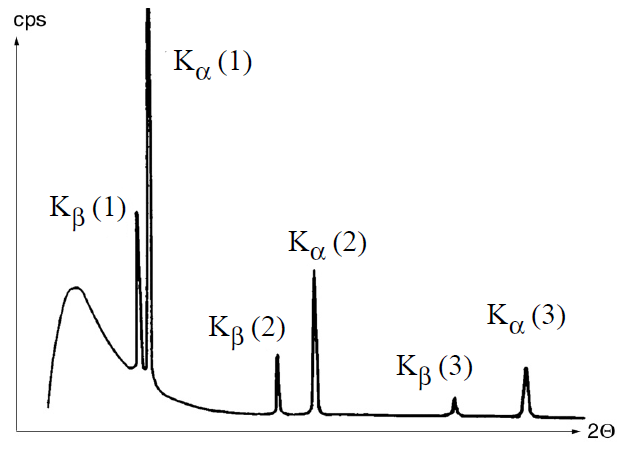 cps
Kα (1)
Kβ (1)
Kα (2)
Kβ (2)
Kα (3)
Kβ (3)
2Θ